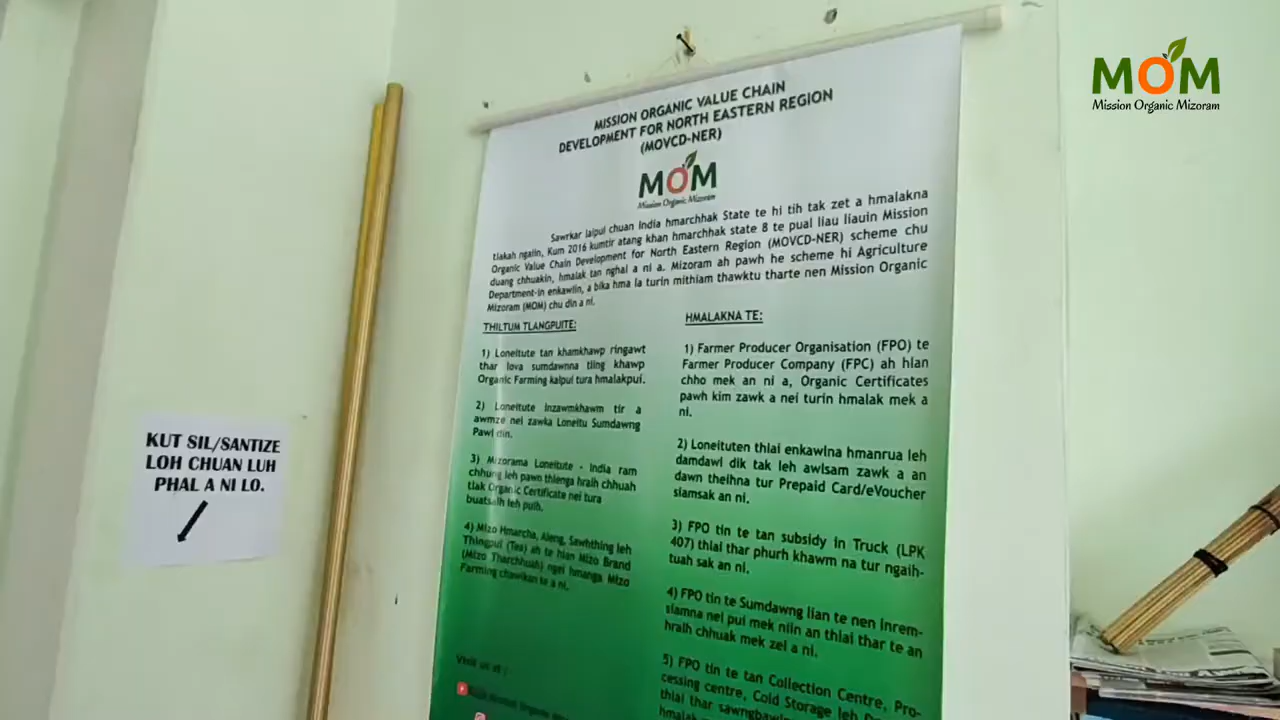 MOM
Mission Organic Mizoram
MISSION ORGANIC VALUE CHAIN
DEVELOPMENT FOR NORTH EASTERN REGION
(MOVCD-NER)
MOM
Mission Organic Mizoram
Sawrkar laipui chuan India hmarchhak State te hi tih tak zet a hmalakna
tlakah ngaiin, Kum 2016 kumtir atang khan hmarchhak state 8 te pual liau liauin Mission
Organic Value Chain Development for North Eastern Region (MOVCD-NER) scheme chu
duang chhuakin, hmalak tan nghal a ni a. Mizoram ah pawh he scheme hi Agriculture
Department-in enkawlin, a bika hma la turin mithiam thawktu tharte nen Mission Organic
Mizoram (MOM) chu din a ni.
THILTUM TLANGPUITE:
1) Loneitute tan khamkhawp ringawt
thar lova sumdawnna tling khawp
Organic Farming kalpui tura hmalakpui.
2) Loneitute inzawmkhawm tir a
awmze nei zawka Loneitu Sumdawng
Pawl din.
3) Mizorama Loneitute - India ram
chhung leh pawn thlenga hralh chhuah
tlak Organic Certificate nei tura
buatsaih leh puih.
4) Mizo Hmarcha, Aieng, Sawhthing leh
Thingpui (Tea) ah te hian Mizo Brand
(Mizo Tharchhuah) ngei hmanga Mizo
Farming chawikan te a ni.
Visit us at :
HMALAKNA TE:
1) Farmer Producer Organisation (FPO) te
Farmer Producer Company (FPC) ah hlan
chho mek an ni a, Organic Certificates
pawh kim zawk a nei turin hmalak mek a
ni.
2) Loneituten thlai enkawlna hmanrua leh
damdawi dik tak leh awlsam zawk a an
dawn theihna tur Prepaid Card/eVoucher
siamsak an ni.
3) FPO tin te tan subsidy in Truck (LPK
407) thlai thar phurh khawm na tur ngaih-
tuah sak an ni.
4) FPO tin te Sumdawng lian te nen inrem-
siamna nei pui mek niin an thlai thar te an
hralh chhuak mek zel a ni.
5) FPO tin te tan Collection Centre, Pro-
cessing centre, Cold Storage leh
thlai thar
KUT SIL/SANTIZE
LOH CHUAN LUH
PHAL A NI LO.